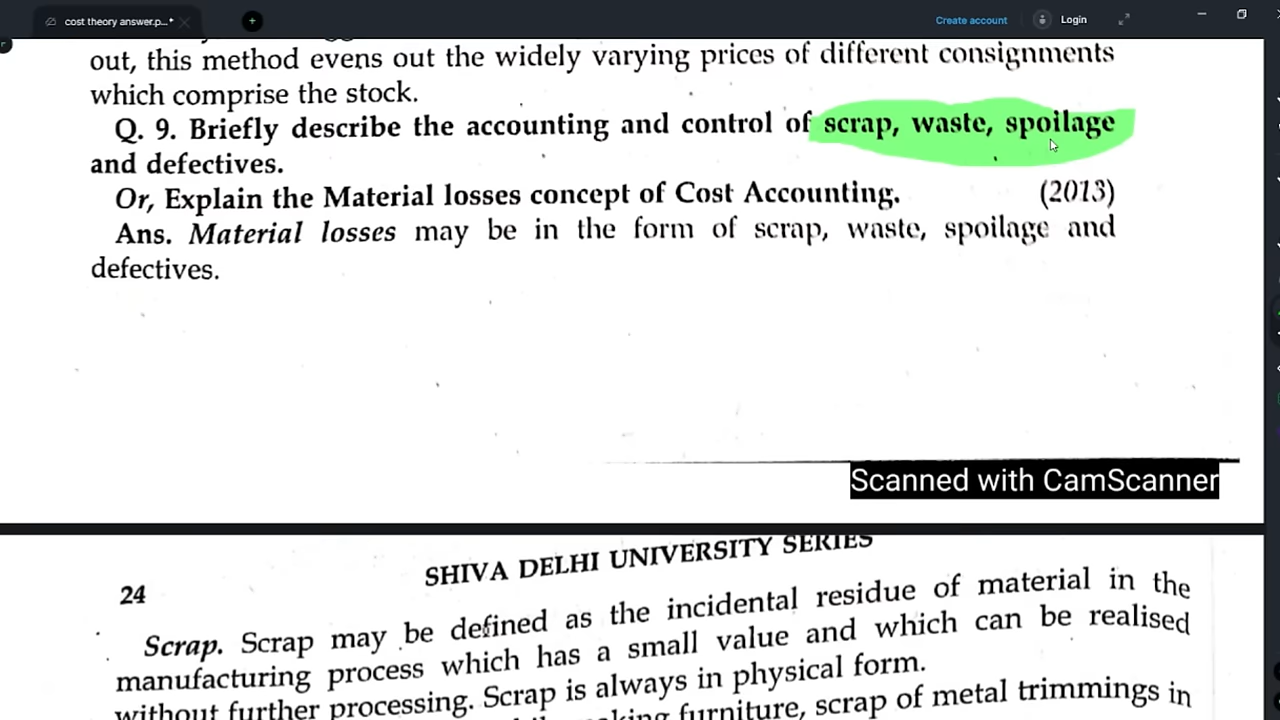 cost theory answer.p...*
Create account
Login
out, this method evens out the widely varying prices of different consignments
which comprise the stock.
Q. 9. Briefly describe the accounting and control of scrap, waste, spoilage
and defectives.
Or, Explain the Material losses concept of Cost Accounting. (2013)
Ans. Material losses may be in the form of scrap, waste, spoilage and
defectives.
Scanned with CamScanner
SHIVA DELHI UNIVERSITY SERIES
24
Scrap. Scrap may be defined as the incidental residue of material in the
manufacturing process which has a small value and which can be realised
without further processing. Scrap is always in physical form.
making furniture, scrap of metal trimmings in